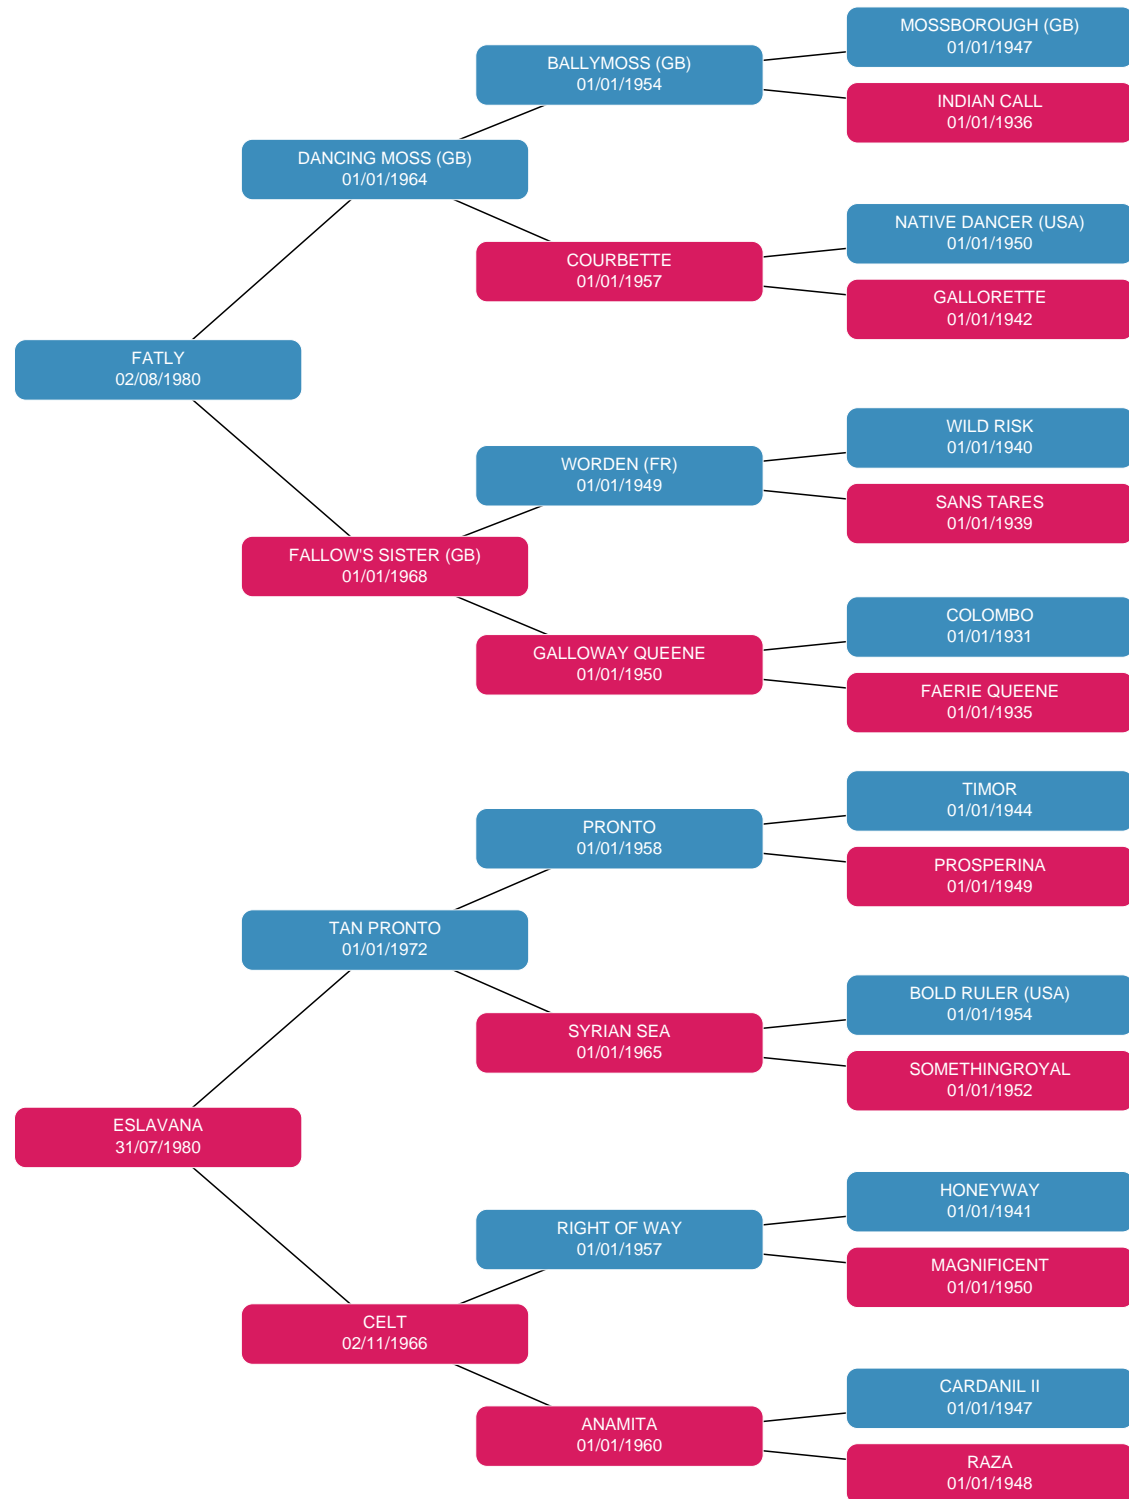 MOSSBOROUGH (GB)
01/01/1947
BALLYMOSS (GB)
01/01/1954
INDIAN CALL
01/01/1936
DANCING MOSS (GB)
01/01/1964
NATIVE DANCER (USA)
01/01/1950
COURBETTE
01/01/1957
GALLORETTE
01/01/1942
FATLY
02/08/1980
WILD RISK
01/01/1940
WORDEN (FR)
01/01/1949
SANS TARES
01/01/1939
FALLOW'S SISTER (GB)
01/01/1968
COLOMBO
01/01/1931
GALLOWAY QUEENE
01/01/1950
FAERIE QUEENE
01/01/1935
TIMOR
01/01/1944
PRONTO
01/01/1958
PROSPERINA
01/01/1949
TAN PRONTO
01/01/1972
BOLD RULER (USA)
01/01/1954
SYRIAN SEA
01/01/1965
SOMETHINGROYAL
01/01/1952
ESLAVANA
31/07/1980
HONEYWAY
01/01/1941
RIGHT OF WAY
01/01/1957
MAGNIFICENT
01/01/1950
CELT
02/11/1966
CARDANIL II
01/01/1947
ANAMITA
01/01/1960
RAZA
01/01/1948